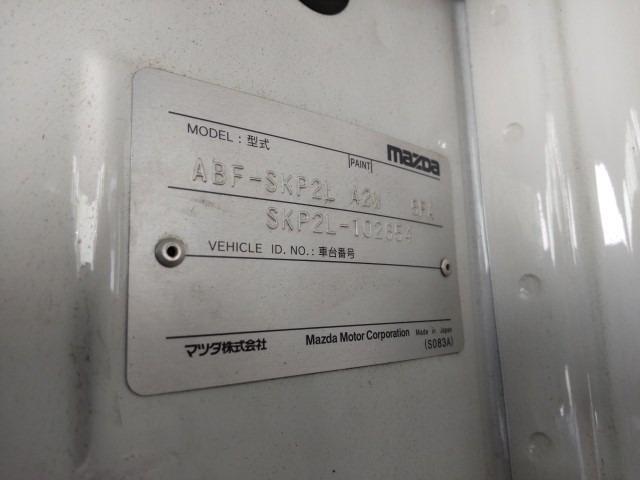 MODEL : 型式
PAINT
mazda
ABF-SKP2L A2W
SKP2L-102654
VEHICLE ID. NO. : 車台番号
マツダ株式会社
Mazda Motor Corporation Made in Japan
(S083A)